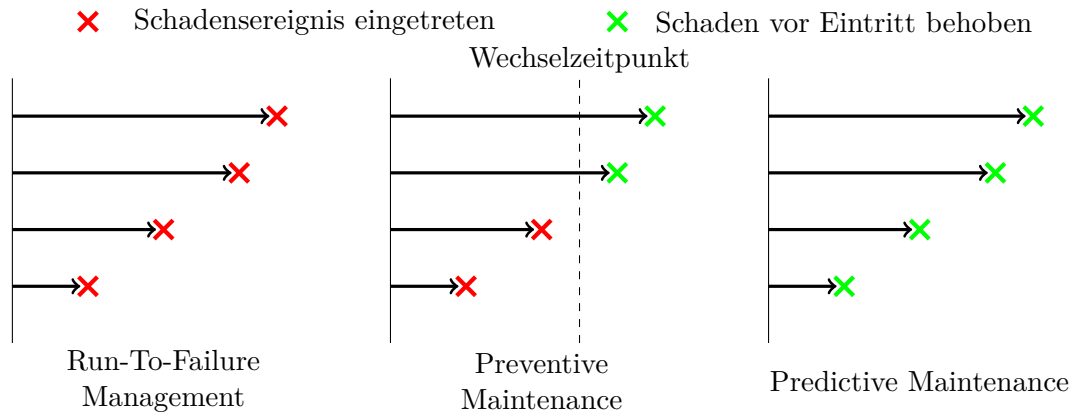 Schadensereignis eingetreten
Schaden vor Eintritt behoben
Wechselzeitpunkt
Run-To-Failure
Management
Preventive
Maintenance
Predictive Maintenance